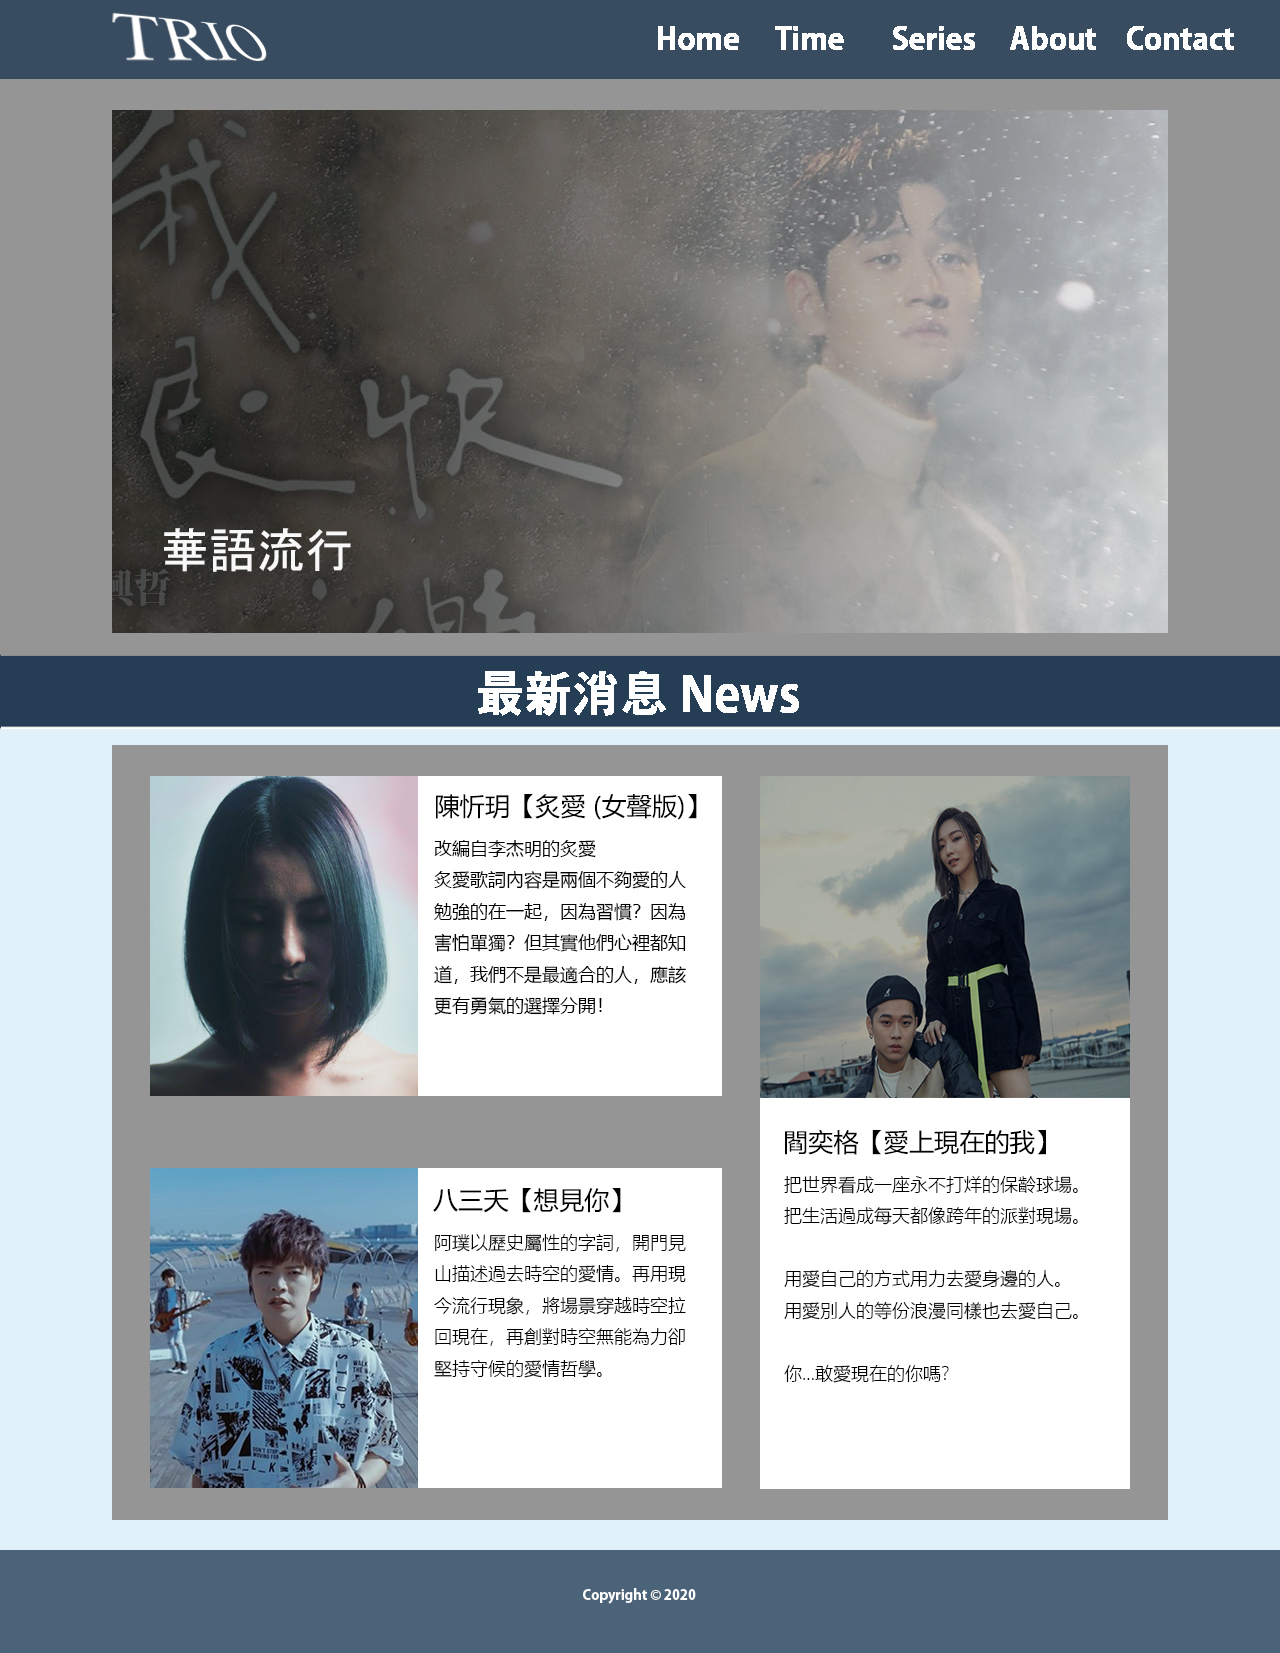 TRIO
Home Time Series About Contact
我
良快
樂
興哲
華語流行
最新消息 News
陳忻玥【炙愛 (女聲版)】
改編自李杰明的炙愛
炙愛歌詞內容是兩個不夠愛的人
勉強的在一起，因為習慣？因為
害怕單獨？但其實他們心裡都知
道，我們不是最適合的人，應該
更有勇氣的選擇分開！
八三夭【想見你】
阿璞以歷史屬性的字詞，開門見
山描述過去時空的愛情。再用現
今流行現象，將場景穿越時空拉
回現在，再創對時空無能為力卻
堅持守候的愛情哲學。
閻奕格【愛上現在的我】
把世界看成一座永不打烊的保齡球場。
把生活過成每天都像跨年的派對現場。
用愛自己的方式用力去愛身邊的人。
用愛別人的等份浪漫同樣也去愛自己。
你...敢愛現在的你嗎?
Copyright © 2020